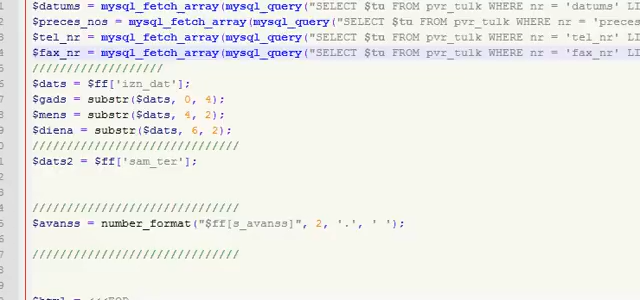 $datums = mysql_fetch_array(mysql_query("SELECT $tu FROM pvr_tulk WHERE nr = 'datums' LI
$preces_nos = mysql_fetch_array(mysql_query("SELECT $tu FROM pvr_tulk WHERE nr = 'preces
$tel_nr = mysql_fetch_array(mysql_query("SELECT $tu FROM pvr_tulk WHERE nr = 'tel_nr' LI
$fax_nr = mysql_fetch_array(mysql_query("SELECT $tu FROM pvr_tulk WHERE nr = 'fax_nr' LI
///////////////////
$dats = $ff['izn_dat'];
$gads = substr($dats, 0, 4);
$mens = substr($dats, 4, 2);
$diena = substr($dats, 6, 2);
//////////////////////////////
$dats2 = $ff['sam_ter'];
//////////////////////////////
$avanss = number_format("$ff[s_avanss]", 2, '.', ' ');
//////////////////////////////